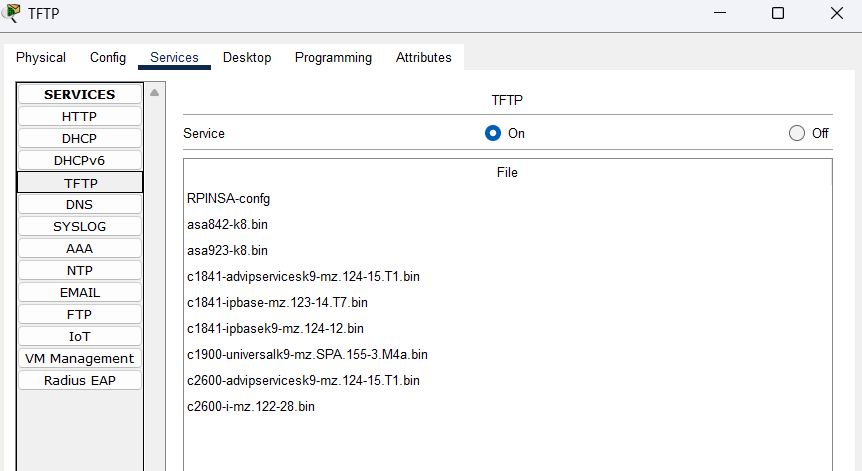 TFTP
Physical Config Services Desktop Programming Attributes
SERVICES
HTTP
DHCP
DHCPv6
TFTP
DNS
SYSLOG
AAA
NTP
EMAIL
FTP
IoT
VM Management
Radius EAP
TFTP
Service On Off
File
RPINSA-confg
asa842-k8.bin
asa923-k8.bin
c1841-advipservicesk9-mz.124-15.T1.bin
c1841-ipbase-mz.123-14.T7.bin
c1841-ipbasek9-mz.124-12.bin
c1900-universalk9-mz.SPA.155-3.M4a.bin
c2600-advipservicesk9-mz.124-15.T1.bin
c2600-i-mz.122-28.bin